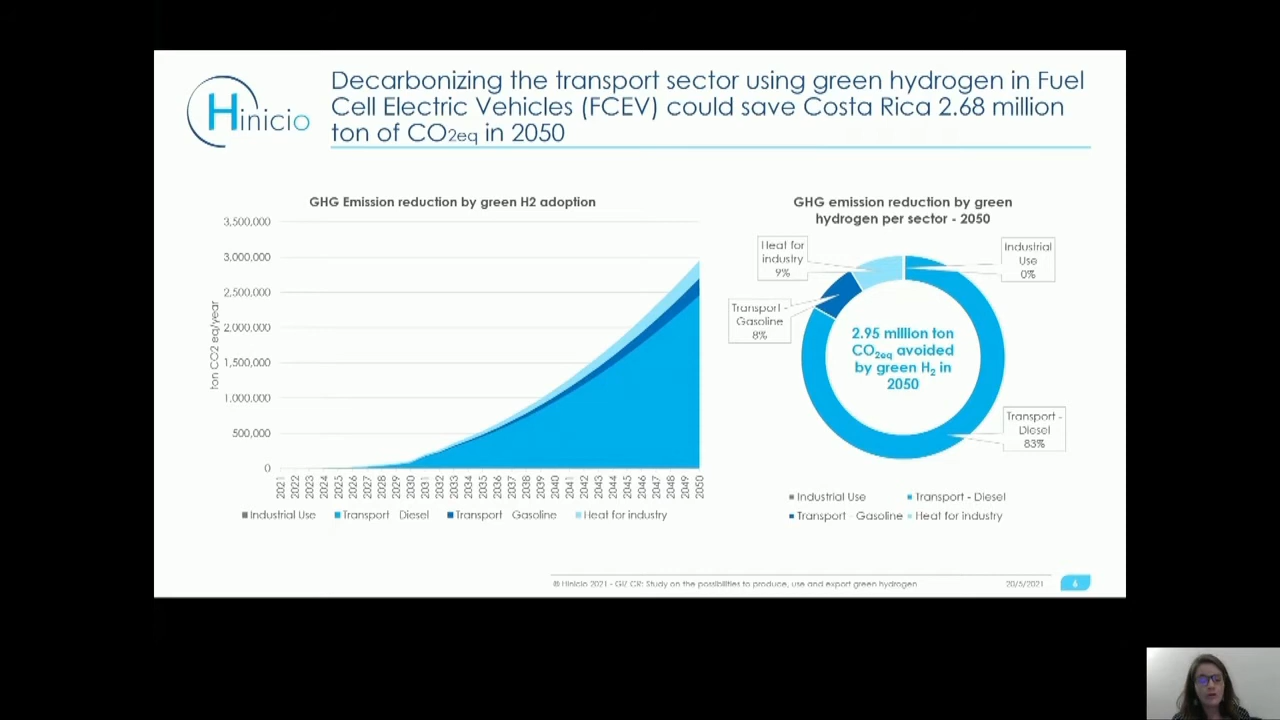 Hinicio
Decarbonizing the transport sector using green hydrogen in Fuel
Cell Electric Vehicles (FCEV) could save Costa Rica 2.68 million
ton of CO2eq in 2050
GHG Emission reduction by green H2 adoption
3,500,000
3,000,000
2,500,000
2,000,000
1,500,000
1,000,000
500,000
0
ton CO2 eq/year
2021 2022 2023 2024 2025 2026 2027 2028 2029 2030 2031 2032 2033 2034 2035 2036 2037 2038 2039 2040 2041 2042 2043 2044 2045 2046 2047 2048 2049 2050
Industrial Use Transport Diesel Transport Gasoline Heat for industry
GHG emission reduction by green
hydrogen per sector - 2050
Heat for
industry
9%
Industrial
Use
0%
Transport -
Gasoline
8%
2.95 million ton
CO2eq avoided
by green H2 in
2050
Transport -
Diesel
83%
Industrial Use Transport - Diesel
Transport Gasoline Heat for industry
© Hinicio 2021 - GIZ CR: Study on the possibilities to produce, use and export green hydrogen
20/5/2021
6